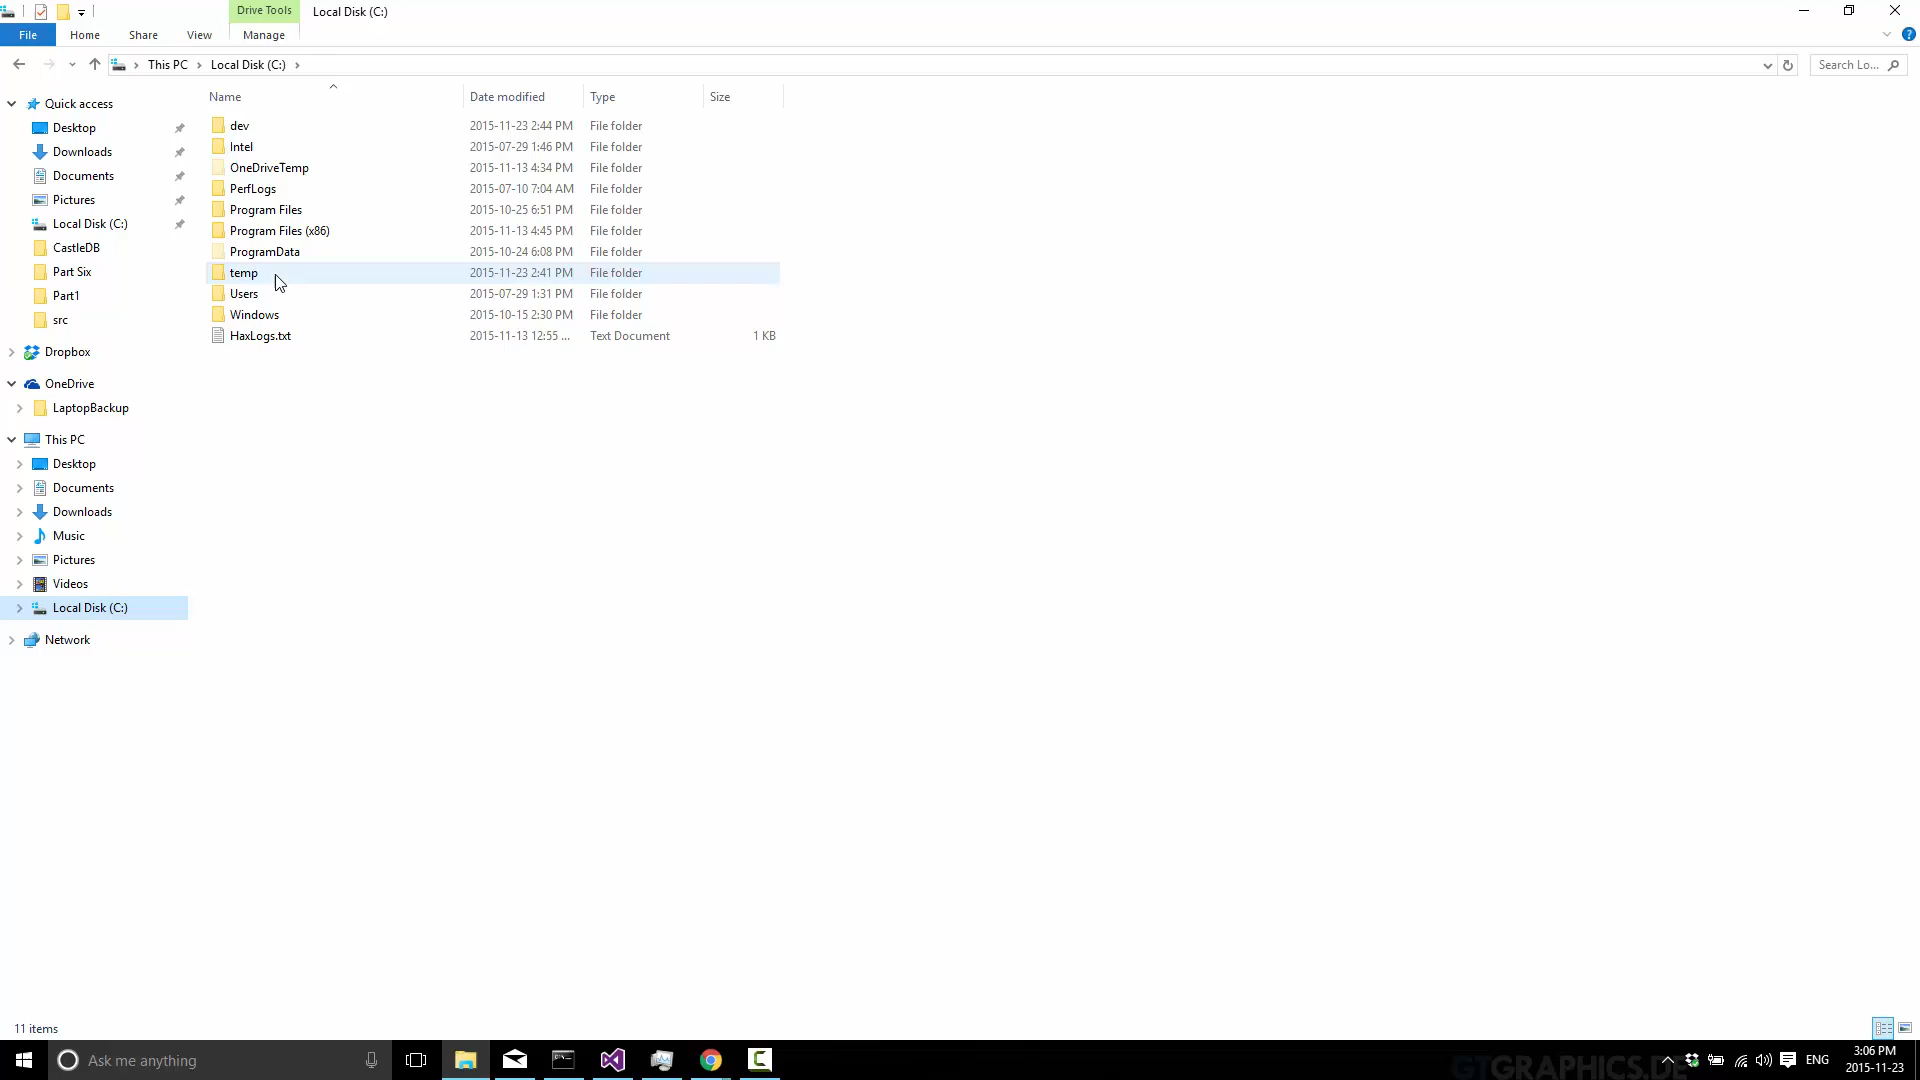 Drive Tools Local Disk (C:)
File Home Share View Manage
This PC Local Disk (C:) Search Lo...
Name Date modified Type Size
Quick access
Desktop
Downloads
Documents
Pictures
Local Disk (C:)
CastleDB
Part Six
Part1
src
Dropbox
OneDrive
LaptopBackup
This PC
Desktop
Documents
Downloads
Music
Pictures
Videos
Local Disk (C:)
Network
dev 2015-11-23 2:44 PM File folder
Intel 2015-07-29 1:46 PM File folder
OneDriveTemp 2015-11-13 4:34 PM File folder
PerfLogs 2015-07-10 7:04 AM File folder
Program Files 2015-10-25 6:51 PM File folder
Program Files (x86) 2015-11-13 4:45 PM File folder
ProgramData 2015-10-24 6:08 PM File folder
temp 2015-11-23 2:41 PM File folder
Users 2015-07-29 1:31 PM File folder
Windows 2015-10-15 2:30 PM File folder
HaxLogs.txt 2015-11-13 12:55 ... Text Document 1 KB
11 items
Ask me anything
GTGRAPHICS.DE
ENG
3:06 PM
2015-11-23